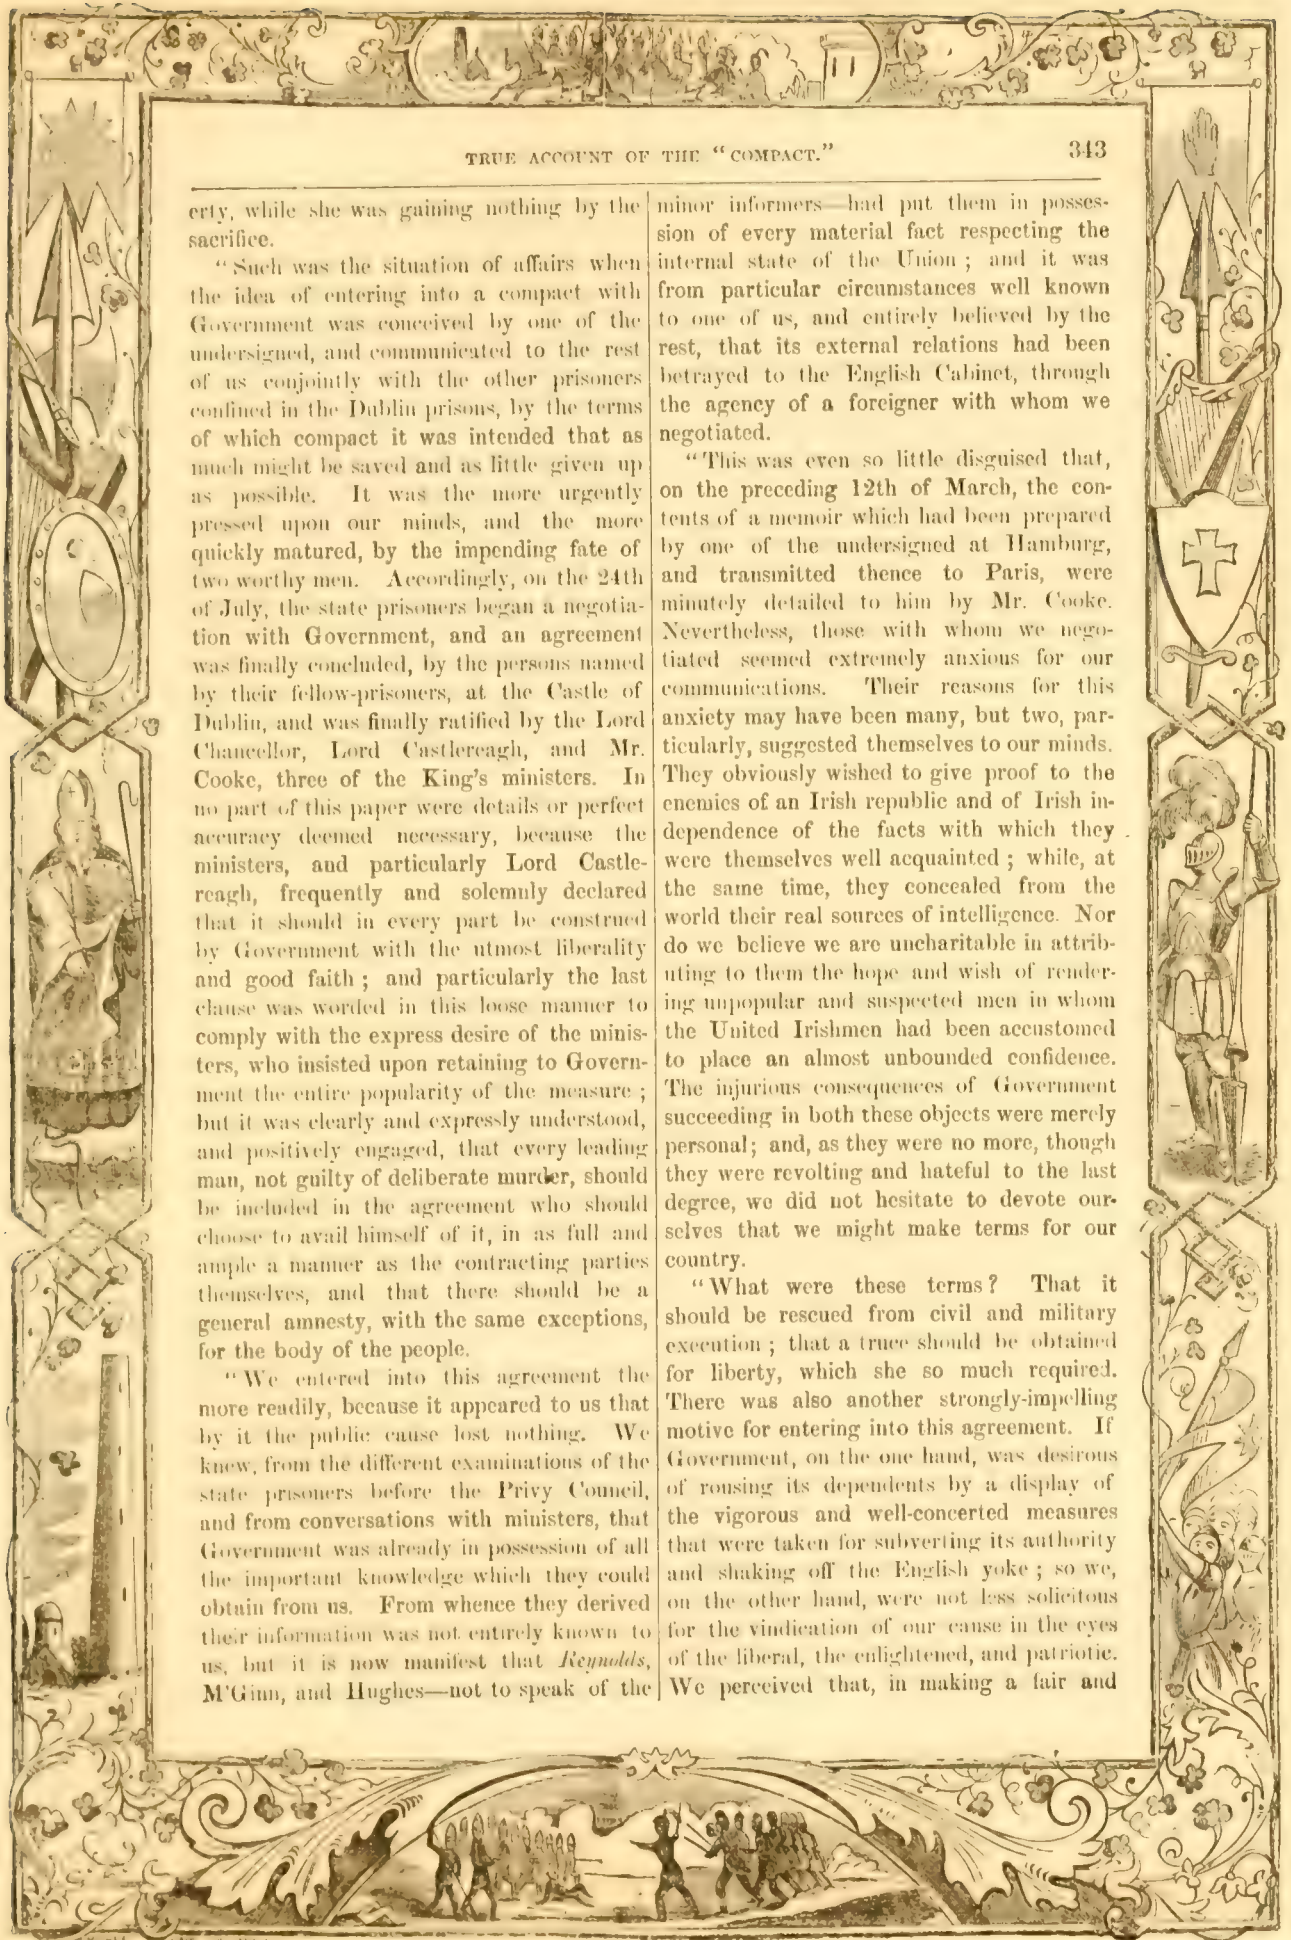 TRUE ACCOUNT OF THE "COMPACT."
343
erty, while she was gaining nothing by the
sacrifice.
"Such was the situation of affairs when
the idea of entering into a compact with
Government was conceived by one of the
undersigned, and communicated to the rest
of us conjointly with the other prisoners
confined in the Dublin prisons, by the terms
of which compact it was intended that as
much might be saved and as little given up
as possible. It was the more urgently
pressed upon our minds, and the more
quickly matured, by the impending fate of
two worthy men. Accordingly, on the 24th
of July, the state prisoners began a negotia-
tion with Government, and an agreement
was finally concluded, by the persons named
by their fellow-prisoners, at the Castle of
Dublin, and was finally ratified by the Lord
Chancellor, Lord Castlereagh, and Mr.
Cooke, three of the King's ministers. In
no part of this paper were details or perfect
accuracy deemed necessary, because the
ministers, and particularly Lord Castle-
reagh, frequently and solemnly declared
that it should in every part be construed
by Government with the utmost liberality
and good faith; and particularly the last
clause was worded in this loose manner to
comply with the express desire of the minis-
ters, who insisted upon retaining to Govern-
ment the entire popularity of the measure;
but it was clearly and expressly understood,
and positively engaged, that every leading
man, not guilty of deliberate murder, should
be included in the agreement who should
choose to avail himself of it, in as full and
ample a manner as the contracting parties
themselves, and that there should be a
general amnesty, with the same exceptions,
for the body of the people.
"We entered into this agreement the
more readily, because it appeared to us that
by it the public cause lost nothing. We
knew, from the different examinations of the
state prisoners before the Privy Council,
and from conversations with ministers, that
Government was already in possession of all
the important knowledge which they could
obtain from us. From whence they derived
their information was not entirely known to
us, but it is now manifest that Reynolds,
M'Ginn, and Hughes—not to speak of the
minor informers—had put them in posses-
sion of every material fact respecting the
internal state of the Union; and it was
from particular circumstances well known
to one of us, and entirely believed by the
rest, that its external relations had been
betrayed to the English Cabinet, through
the agency of a foreigner with whom we
negotiated.
"This was even so little disguised that,
on the preceding 12th of March, the con-
tents of a memoir which had been prepared
by one of the undersigned at Hamburg,
and transmitted thence to Paris, were
minutely detailed to him by Mr. Cooke.
Nevertheless, those with whom we nego-
tiated seemed extremely anxious for our
communications. Their reasons for this
anxiety may have been many, but two, par-
ticularly, suggested themselves to our minds.
They obviously wished to give proof to the
enemies of an Irish republic and of Irish in-
dependence of the facts with which they
were themselves well acquainted; while, at
the same time, they concealed from the
world their real sources of intelligence. Nor
do we believe we are uncharitable in attrib-
uting to them the hope and wish of render-
ing unpopular and suspected men in whom
the United Irishmen had been accustomed
to place an almost unbounded confidence.
The injurious consequences of Government
succeeding in both these objects were merely
personal; and, as they were no more, though
they were revolting and hateful to the last
degree, we did not hesitate to devote our-
selves that we might make terms for our
country.
"What were these terms? That it
should be rescued from civil and military
execution; that a truce should be obtained
for liberty, which she so much required.
There was also another strongly-impelling
motive for entering into this agreement. If
Government, on the one hand, was desirous
of rousing its dependents by a display of
the vigorous and well-concerted measures
that were taken for subverting its authority
and shaking off the English yoke; so we,
on the other hand, were not less solicitous
for the vindication of our cause in the eyes
of the liberal, the enlightened, and patriotic.
We perceived that, in making a fair and